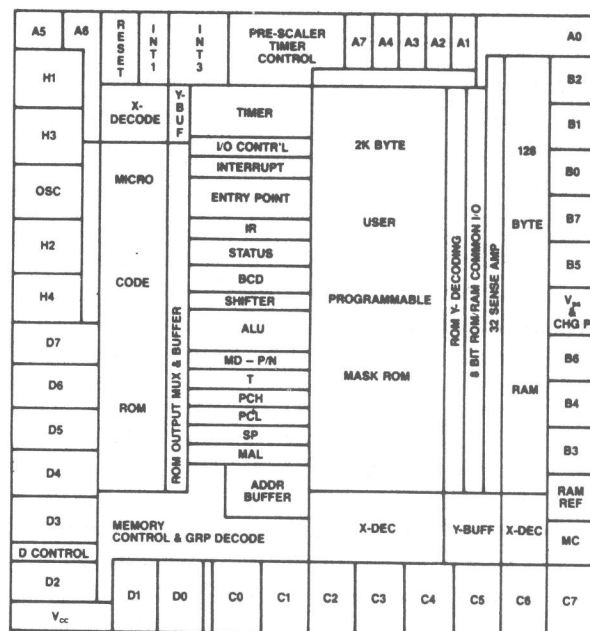 A5
A6
RESET
INT1
INT3
PRE-SCALER
TIMER
CONTROL
A7
A4
A3
A2
A1
A0
H1
H3
OSC
H2
H4
D7
D6
D5
D4
D3
D CONTROL
D2
Vcc
X-
DECODE
Y-BUF
MICRO
CODE
ROM
ROM OUTPUT MUX & BUFFER
TIMER
I/O CONTR'L
INTERRUPT
ENTRY POINT
IR
STATUS
BCD
SHIFTER
ALU
MD – P/N
T
PCH
PCL
SP
MAL
ADDR
BUFFER
2K BYTE
USER
PROGRAMMABLE
MASK ROM
ROM Y- DECODING
8 BIT ROM/RAM COMMON I/O
32 SENSE AMP
128
BYTE
RAM
B2
B1
B0
B7
B5
&
CHG P
B6
B4
B3
RAM
REF
MC
MEMORY
CONTROL & GRP DECODE
X-DEC
Y-BUFF
X-DEC
D1
D0
C0
C1
C2
C3
C4
C5
C6
C7